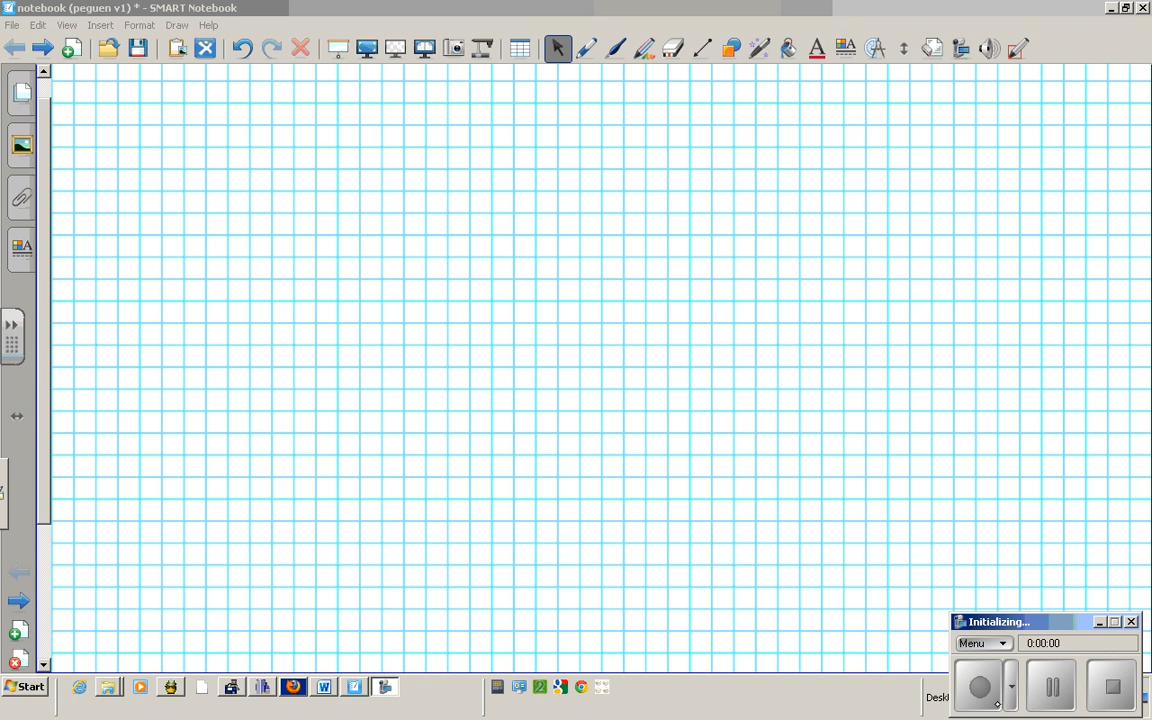 notebook (peguen v1) * - SMART Notebook
File Edit View Insert Format Draw Help
Initializing...
Menu 0:00:00
Start